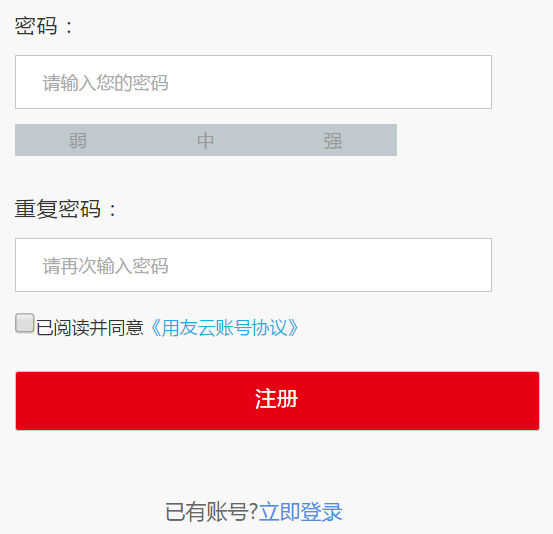 密码：
请输入您的密码
弱 中 强
重复密码：
请再次输入密码
已阅读并同意《用友云账号协议》
注册
已有账号?立即登录